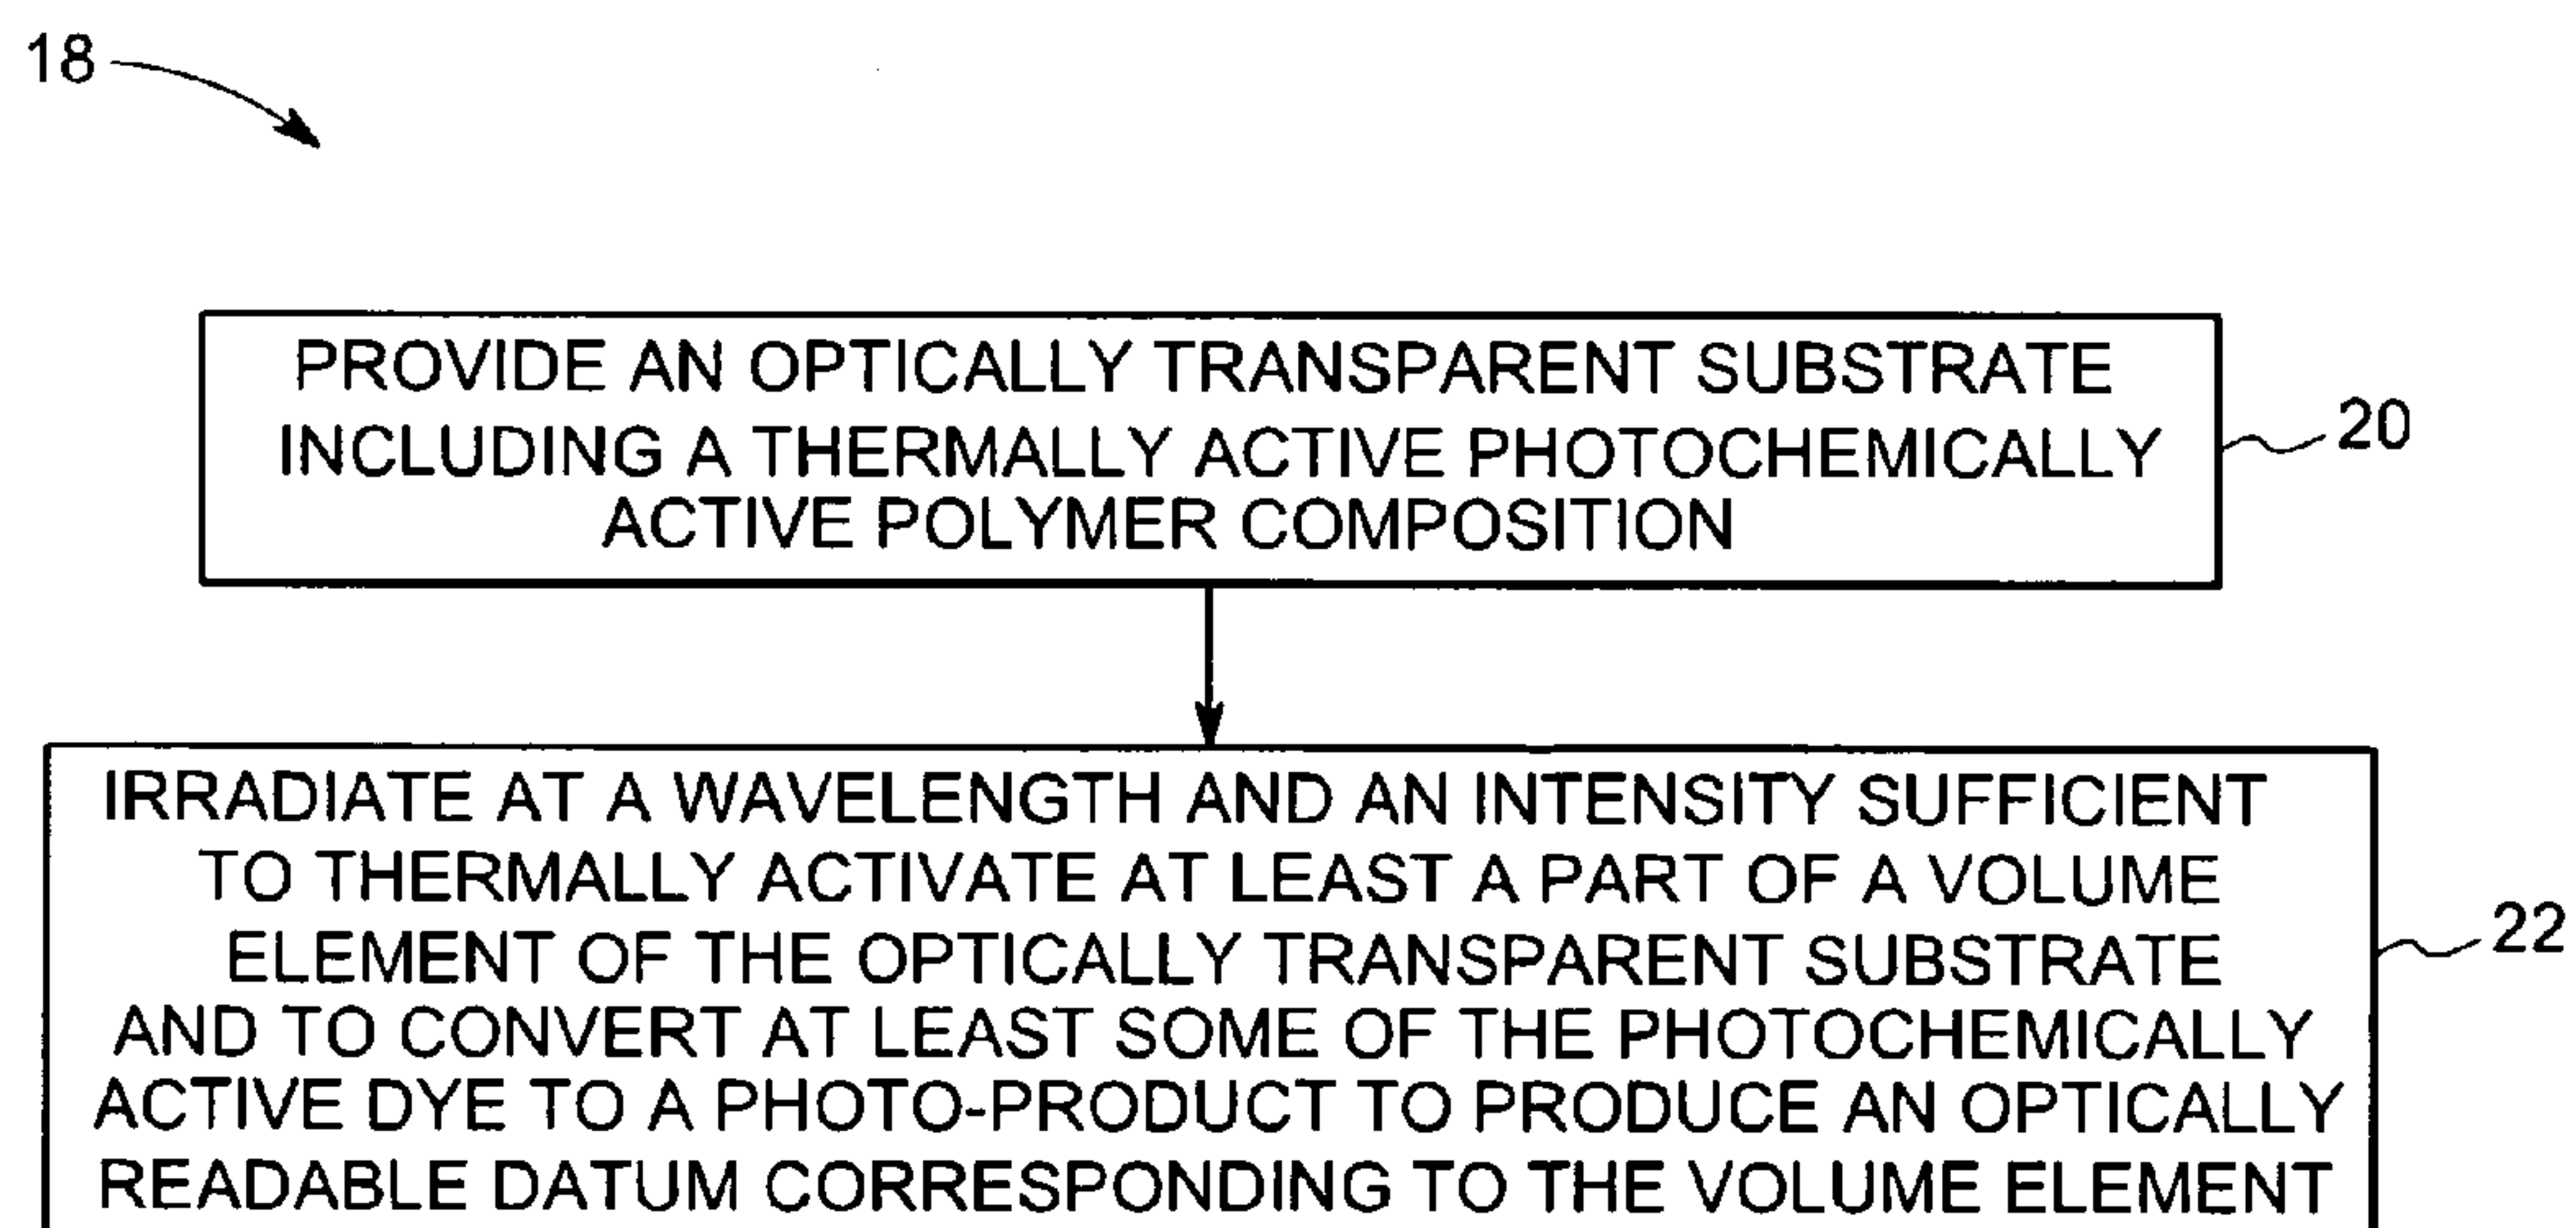 18
PROVIDE AN OPTICALLY TRANSPARENT SUBSTRATE
INCLUDING A THERMALLY ACTIVE PHOTOCHEMICALLY
ACTIVE POLYMER COMPOSITION
20
IRRADIATE AT A WAVELENGTH AND AN INTENSITY SUFFICIENT
TO THERMALLY ACTIVATE AT LEAST A PART OF A VOLUME
ELEMENT OF THE OPTICALLY TRANSPARENT SUBSTRATE
AND TO CONVERT AT LEAST SOME OF THE PHOTOCHEMICALLY
ACTIVE DYE TO A PHOTO-PRODUCT TO PRODUCE AN OPTICALLY
READABLE DATUM CORRESPONDING TO THE VOLUME ELEMENT
22